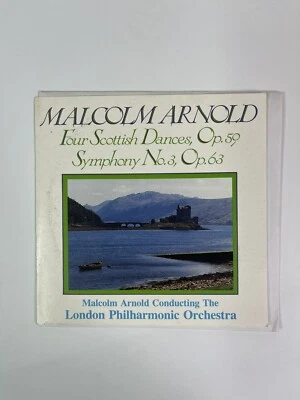 MALCOLM ARNOLD
Four Scottish Dances, Op.59
Symphony No.3, Op.63
Malcolm Arnold Conducting The
London Philharmonic Orchestra